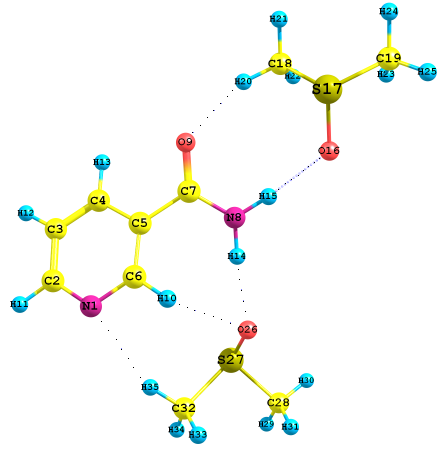 H24
H21
C18 C19
H20 H22 H23 H25
S17
O9 O16
H13
C7 H15
C4 N8
H12 C5
C3 H14
C2 C6
H11 N1 H10 O26
S27
H35 H30
C32 C28
H34 H33 H29 H31